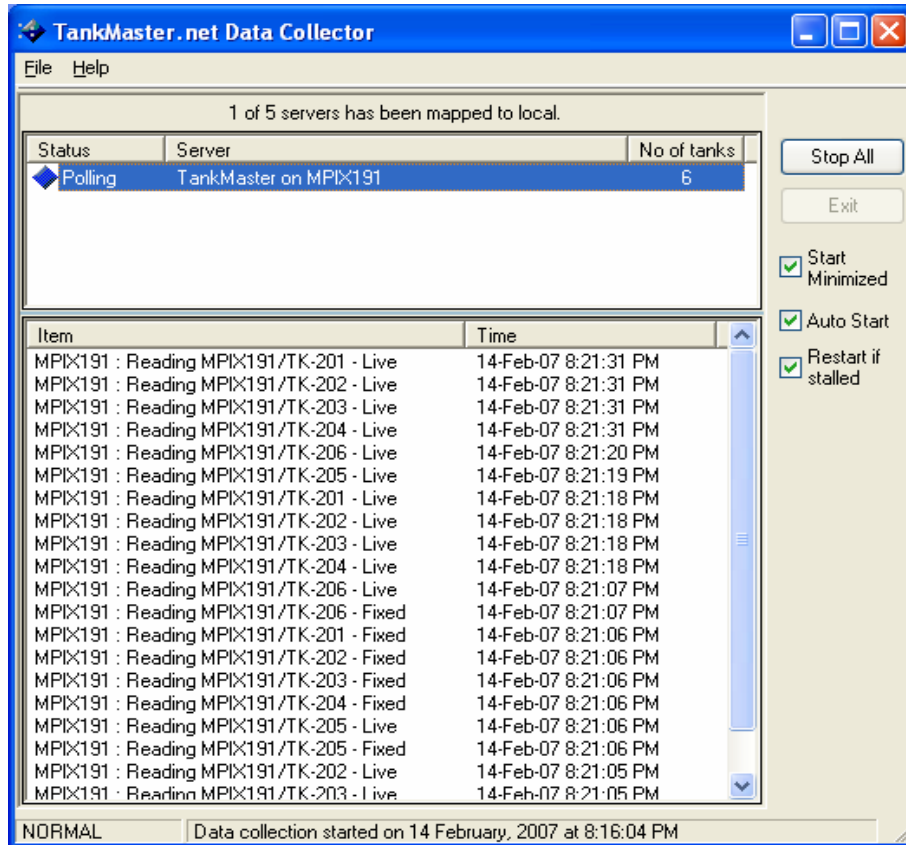 TankMaster.net Data Collector
File Help
1 of 5 servers has been mapped to local.
Status Server No of tanks
Polling TankMaster on MPIX191 6
Stop All
Exit
Start Minimized
Auto Start
Restart if stalled
Item Time
MPIX191 : Reading MPIX191/TK-201 - Live 14-Feb-07 8:21:31 PM
MPIX191 : Reading MPIX191/TK-202 - Live 14-Feb-07 8:21:31 PM
MPIX191 : Reading MPIX191/TK-203 - Live 14-Feb-07 8:21:31 PM
MPIX191 : Reading MPIX191/TK-204 - Live 14-Feb-07 8:21:31 PM
MPIX191 : Reading MPIX191/TK-206 - Live 14-Feb-07 8:21:20 PM
MPIX191 : Reading MPIX191/TK-205 - Live 14-Feb-07 8:21:19 PM
MPIX191 : Reading MPIX191/TK-201 - Live 14-Feb-07 8:21:18 PM
MPIX191 : Reading MPIX191/TK-202 - Live 14-Feb-07 8:21:18 PM
MPIX191 : Reading MPIX191/TK-203 - Live 14-Feb-07 8:21:18 PM
MPIX191 : Reading MPIX191/TK-204 - Live 14-Feb-07 8:21:18 PM
MPIX191 : Reading MPIX191/TK-206 - Live 14-Feb-07 8:21:07 PM
MPIX191 : Reading MPIX191/TK-206 - Fixed 14-Feb-07 8:21:07 PM
MPIX191 : Reading MPIX191/TK-201 - Fixed 14-Feb-07 8:21:06 PM
MPIX191 : Reading MPIX191/TK-202 - Fixed 14-Feb-07 8:21:06 PM
MPIX191 : Reading MPIX191/TK-203 - Fixed 14-Feb-07 8:21:06 PM
MPIX191 : Reading MPIX191/TK-204 - Fixed 14-Feb-07 8:21:06 PM
MPIX191 : Reading MPIX191/TK-205 - Live 14-Feb-07 8:21:06 PM
MPIX191 : Reading MPIX191/TK-205 - Fixed 14-Feb-07 8:21:06 PM
MPIX191 : Reading MPIX191/TK-202 - Live 14-Feb-07 8:21:05 PM
MPIX191 : Reading MPIX191/TK-203 - Live 14-Feb-07 8:21:05 PM
NORMAL Data collection started on 14 February, 2007 at 8:16:04 PM